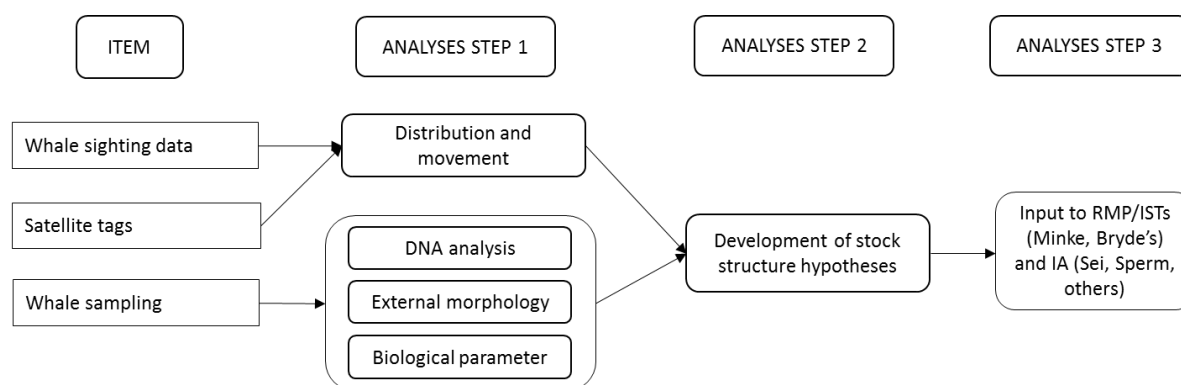 ITEM
ANALYSES STEP 1
ANALYSES STEP 2
ANALYSES STEP 3
Whale sighting data
Satellite tags
Whale sampling
Distribution and
movement
DNA analysis
External morphology
Biological parameter
Development of stock
structure hypotheses
Input to RMP/ISTs
(Minke, Bryde’s)
and IA (Sei, Sperm,
others)